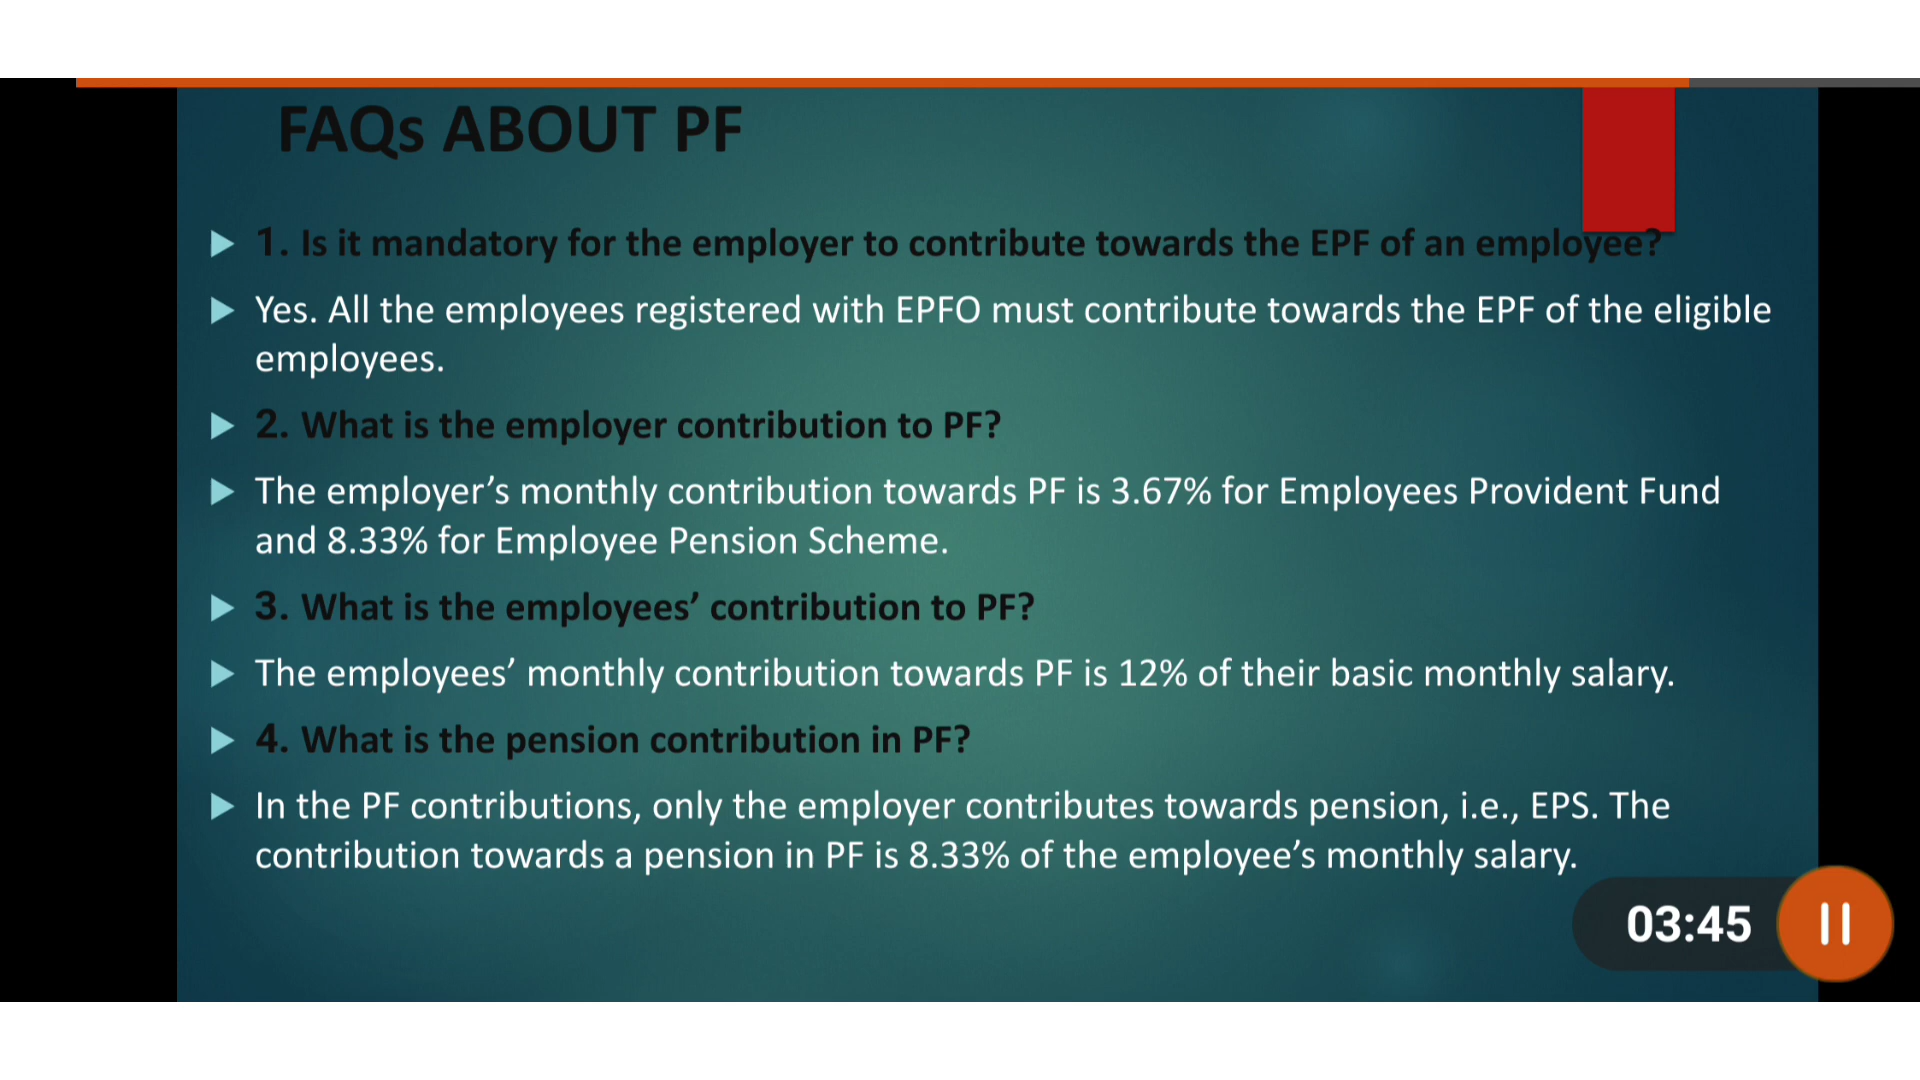 FAQs ABOUT PF
1. Is it mandatory for the employer to contribute towards the EPF of an employee?
Yes. All the employees registered with EPFO must contribute towards the EPF of the eligible
employees.
2. What is the employer contribution to PF?
The employer’s monthly contribution towards PF is 3.67% for Employees Provident Fund
and 8.33% for Employee Pension Scheme.
3. What is the employees’ contribution to PF?
The employees’ monthly contribution towards PF is 12% of their basic monthly salary.
4. What is the pension contribution in PF?
In the PF contributions, only the employer contributes towards pension, i.e., EPS. The
contribution towards a pension in PF is 8.33% of the employee’s monthly salary.
03:45